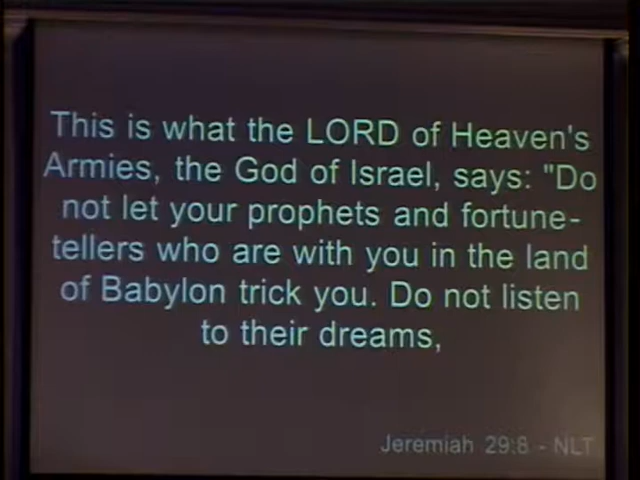 This is what the LORD of Heaven's
Armies, the God of Israel, says: "Do
not let your prophets and fortune-
tellers who are with you in the land
of Babylon trick you. Do not listen
to their dreams,
Jeremiah 29:8 - NLT